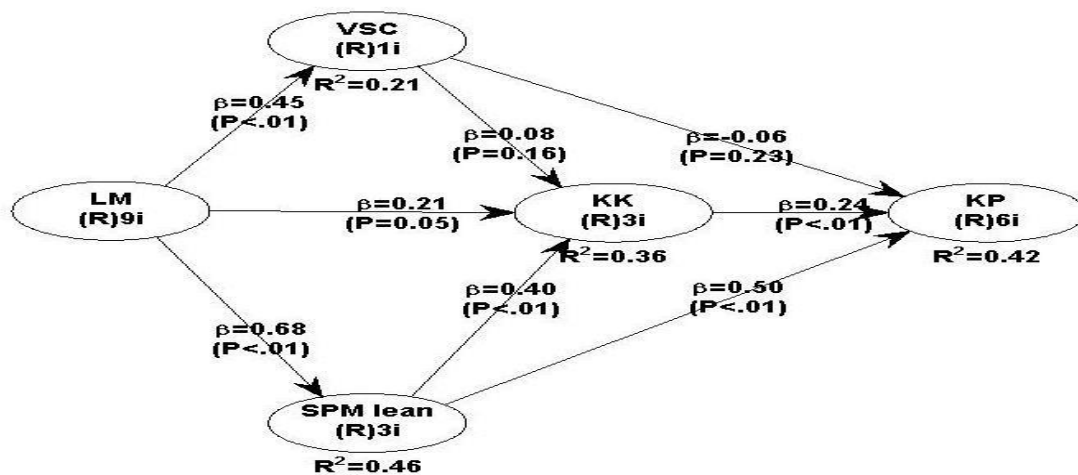 VSC
(R)1i
R²=0.21
β=0.45
(P<.01)
β=0.08
(P=0.16)
β=-0.06
(P=0.23)
LM
(R)9i
β=0.21
(P=0.05)
KK
(R)3i
R²=0.36
β=0.24
(P<.01)
KP
(R)6i
R²=0.42
β=0.68
(P<.01)
β=0.40
(P<.01)
β=0.50
(P<.01)
SPM lean
(R)3i
R²=0.46